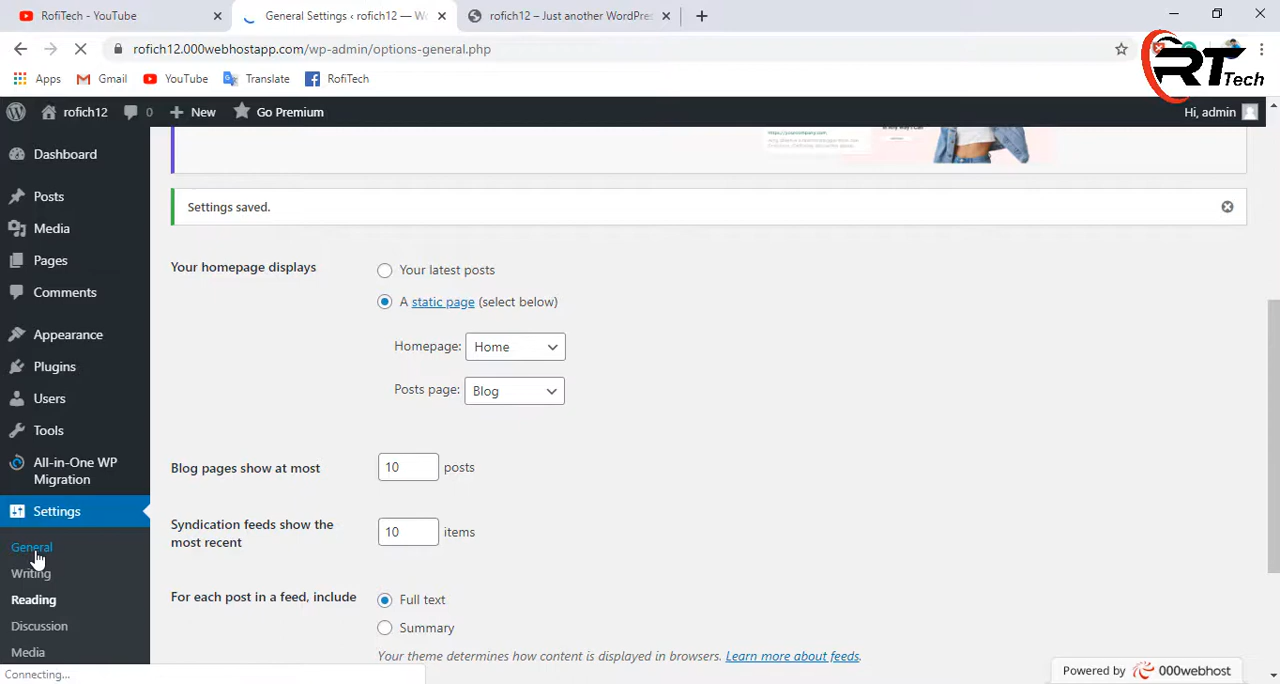 RofiTech - YouTube
General Settings ‹ rofich12 — Wo
rofich12 – Just another WordPres
rofich12.000webhostapp.com/wp-admin/options-general.php
Apps
Gmail
YouTube
Translate
RofiTech
RT Tech
rofich12
0
New
Go Premium
Hi, admin
Dashboard
Posts
Media
Pages
Comments
Appearance
Plugins
Users
Tools
All-in-One WP
Migration
Settings
General
Writing
Reading
Discussion
Media
https://yourcompany.com
Settings saved.
Your homepage displays
Your latest posts
A static page (select below)
Homepage: Home
Posts page: Blog
Blog pages show at most
10 posts
Syndication feeds show the
most recent
10 items
For each post in a feed, include
Full text
Summary
Your theme determines how content is displayed in browsers. Learn more about feeds.
Connecting...
Powered by 000webhost